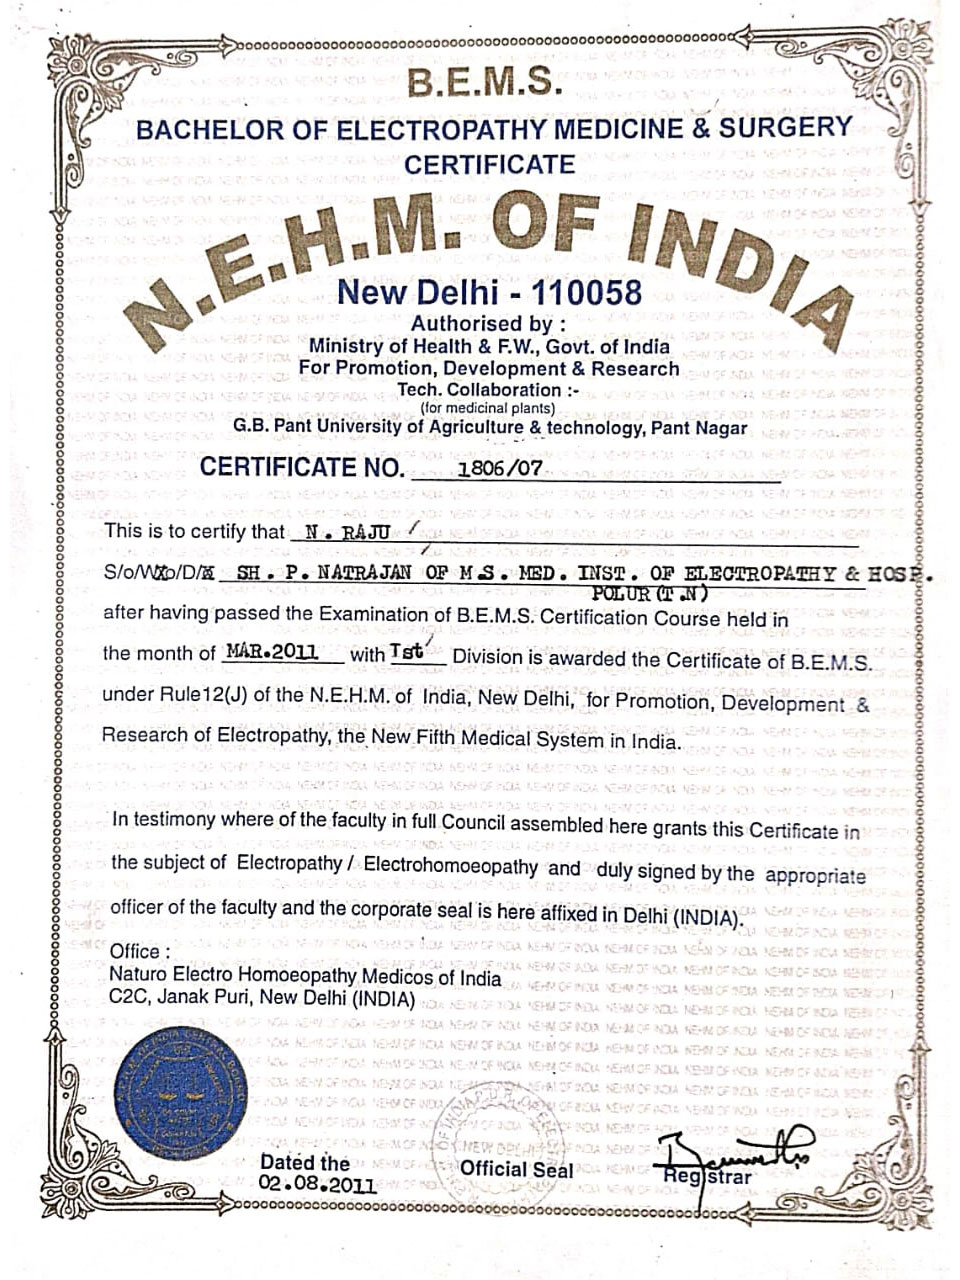 B.E.M.S.
BACHELOR OF ELECTROPATHY MEDICINE & SURGERY
CERTIFICATE
N.E.H.M. OF INDIA
New Delhi - 110058
Authorised by :
Ministry of Health & F.W., Govt. of India
For Promotion, Development & Research
Tech. Collaboration :-
(for medicinal plants)
G.B. Pant University of Agriculture & technology, Pant Nagar
CERTIFICATE NO. 1806/07
This is to certify that N. RAJU
S/o/W/o/D/o SH. P. NATRAJAN OF M.S. MED. INST. OF ELECTROPATHY & HOSP.
POLUR (T.N)
after having passed the Examination of B.E.M.S. Certification Course held in
the month of MAR.2011 with Ist Division is awarded the Certificate of B.E.M.S.
under Rule12(J) of the N.E.H.M. of India, New Delhi, for Promotion, Development &
Research of Electropathy, the New Fifth Medical System in India.
In testimony where of the faculty in full Council assembled here grants this Certificate in
the subject of Electropathy / Electrohomoeopathy and duly signed by the appropriate
officer of the faculty and the corporate seal is here affixed in Delhi (INDIA).
Office :
Naturo Electro Homoeopathy Medicos of India
C2C, Janak Puri, New Delhi (INDIA)
Dated the
02.08.2011
NEW DELHI
Official Seal
Registrar